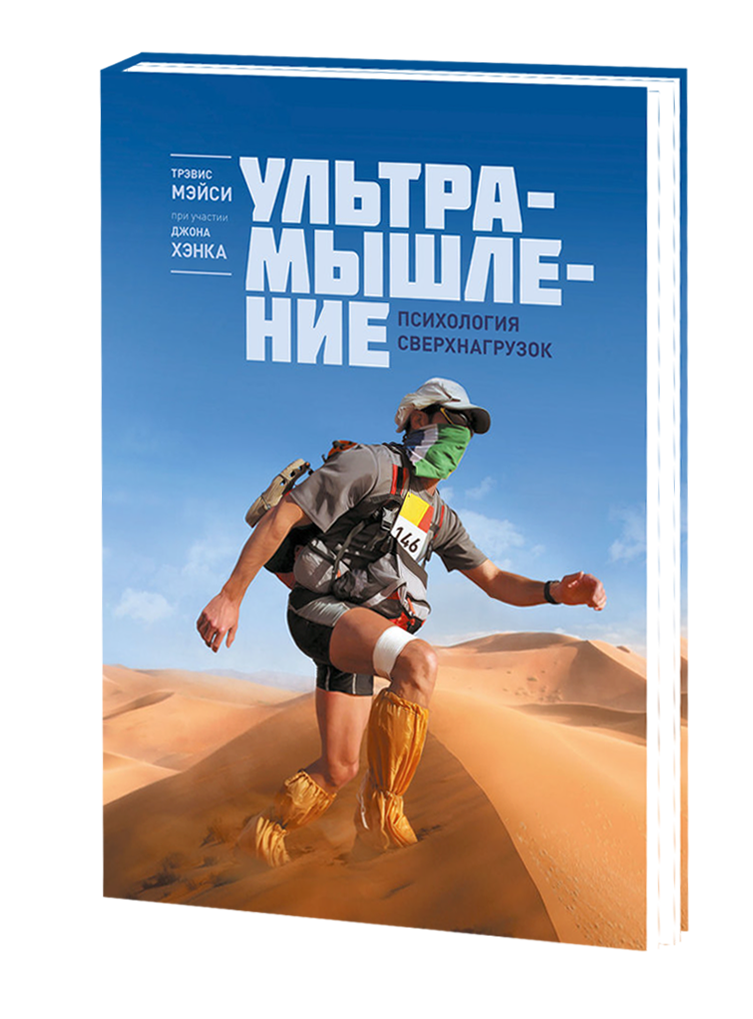 ТРЭВИС
МЭЙСИ
при участии
ДЖОНА
ХЭНКА
УЛЬТРА-
МЫШЛЕ-
НИЕ
ПСИХОЛОГИЯ
СВЕРХНАГРУЗОК
146